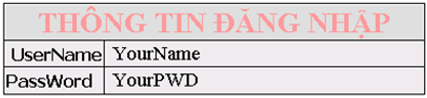 THÔNG TIN ĐĂNG NHẬP
UserName YourName
PassWord YourPWD